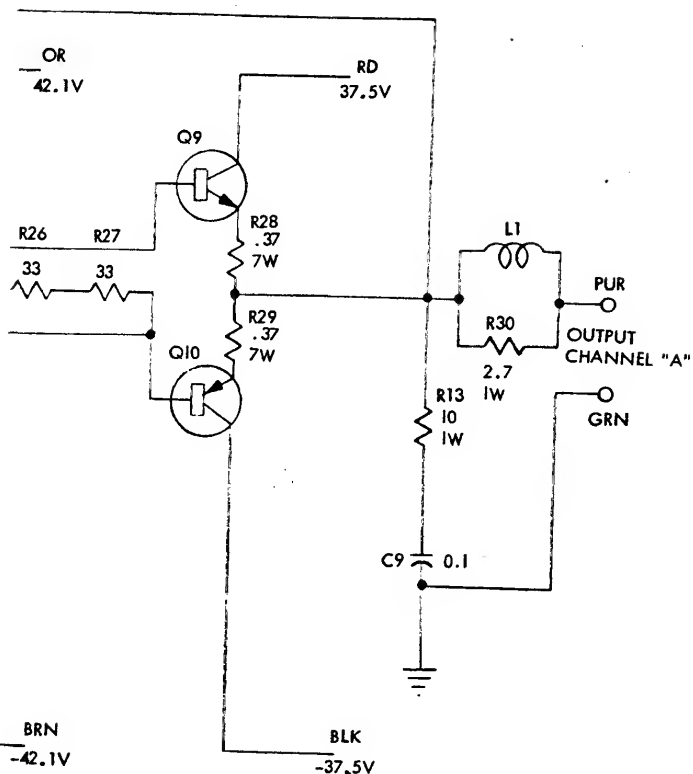 OR
42.1V
RD
37.5V
Q9
R26
R27
33
33
R28
.37
7W
R29
.37
7W
Q10
L1
PUR
R30
2.7
1W
OUTPUT
CHANNEL "A"
GRN
R13
10
1W
C9
0.1
BRN
-42.1V
BLK
-37.5V